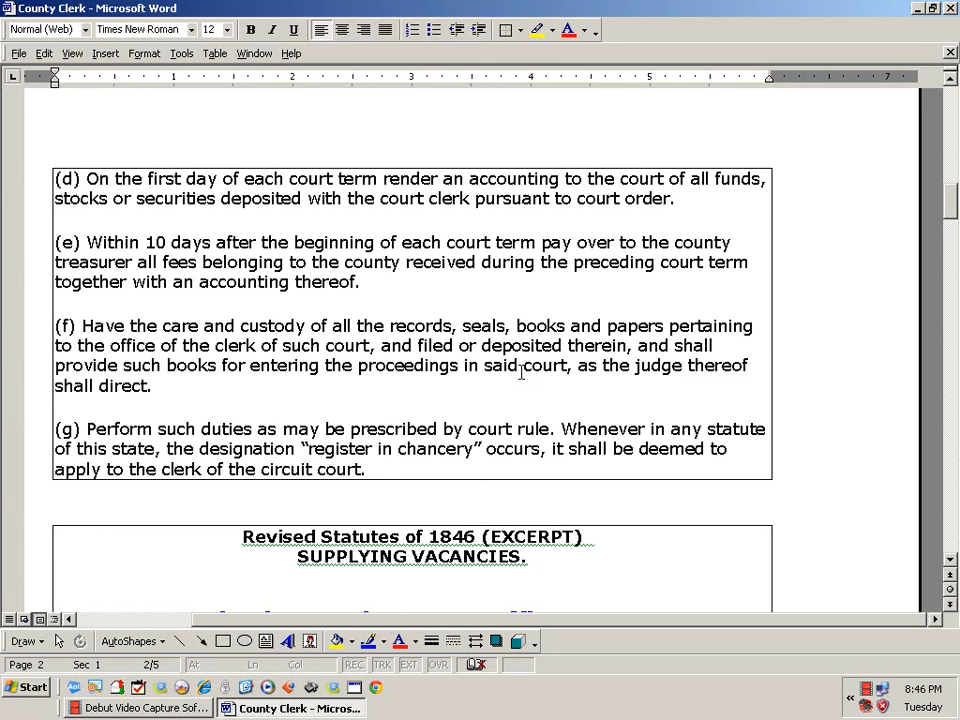 County Clerk - Microsoft Word
Normal (Web) Times New Roman 12 B I U
File Edit View Insert Format Tools Table Window Help
L 1 2 3 4 5 7
(d) On the first day of each court term render an accounting to the court of all funds,
stocks or securities deposited with the court clerk pursuant to court order.
(e) Within 10 days after the beginning of each court term pay over to the county
treasurer all fees belonging to the county received during the preceding court term
together with an accounting thereof.
(f) Have the care and custody of all the records, seals, books and papers pertaining
to the office of the clerk of such court, and filed or deposited therein, and shall
provide such books for entering the proceedings in said court, as the judge thereof
shall direct.
(g) Perform such duties as may be prescribed by court rule. Whenever in any statute
of this state, the designation “register in chancery” occurs, it shall be deemed to
apply to the clerk of the circuit court.
Revised Statutes of 1846 (EXCERPT)
SUPPLYING VACANCIES.
Draw AutoShapes A A
Page 2 Sec 1 2/5 At Ln Col REC TRK EXT OVR
Start 8:46 PM
Tuesday
Debut Video Capture Sof... County Clerk - Micros...